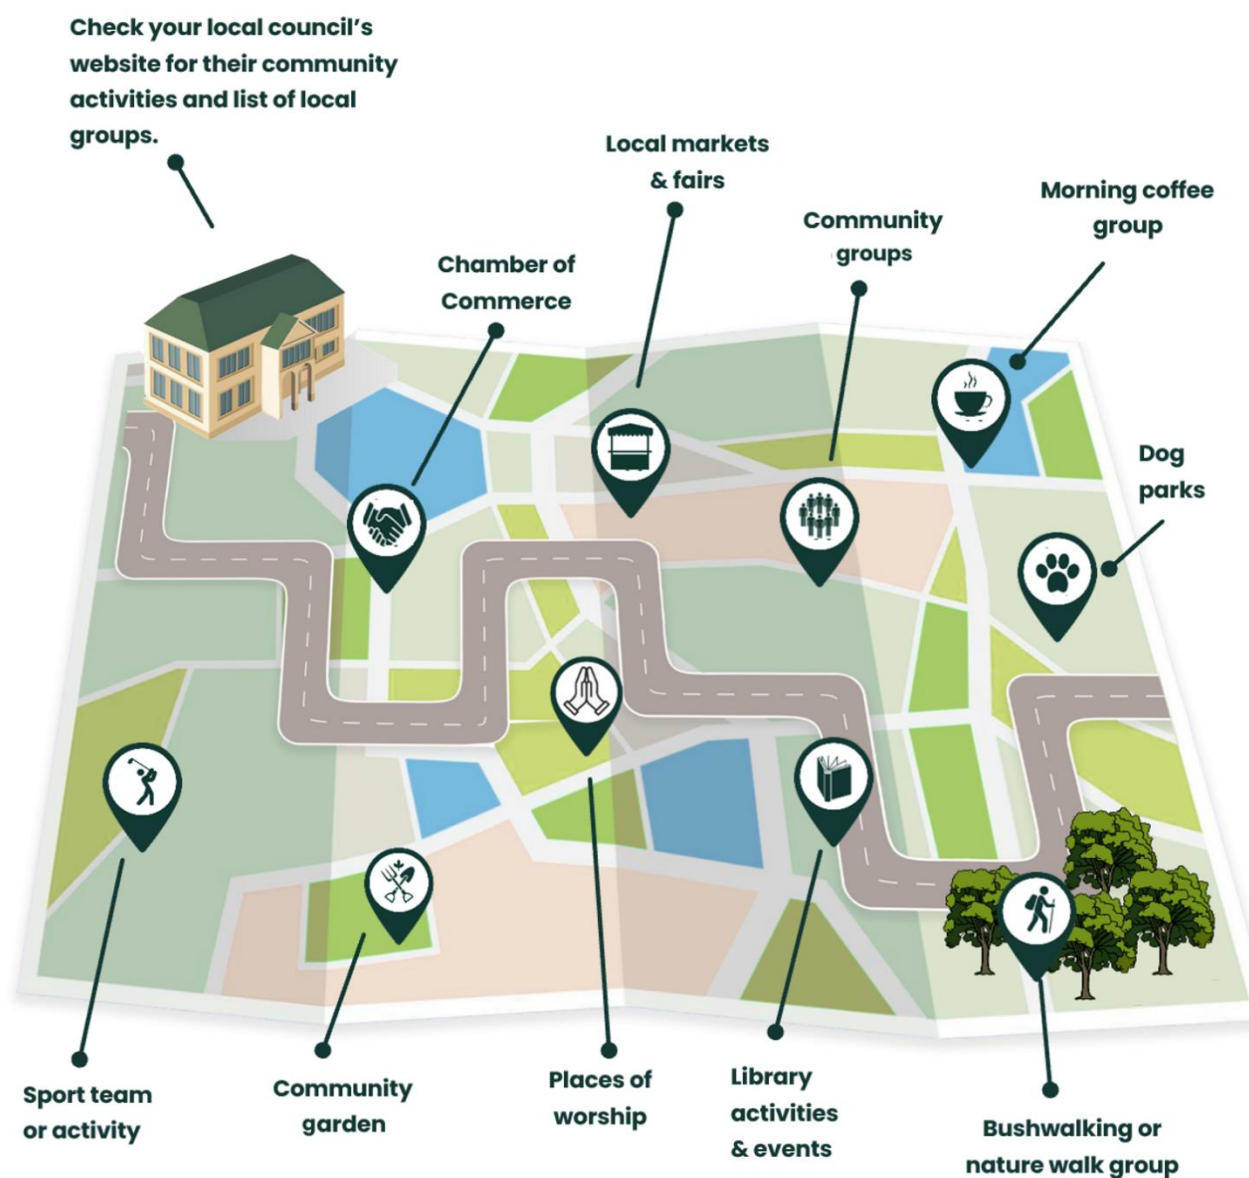 Check your local council's
website for their community
activities and list of local
groups.
Local markets
& fairs
Morning coffee
group
Community
groups
Chamber of
Commerce
Dog
parks
Sport team
or activity
Community
garden
Places of
worship
Library
activities
& events
Bushwalking or
nature walk group